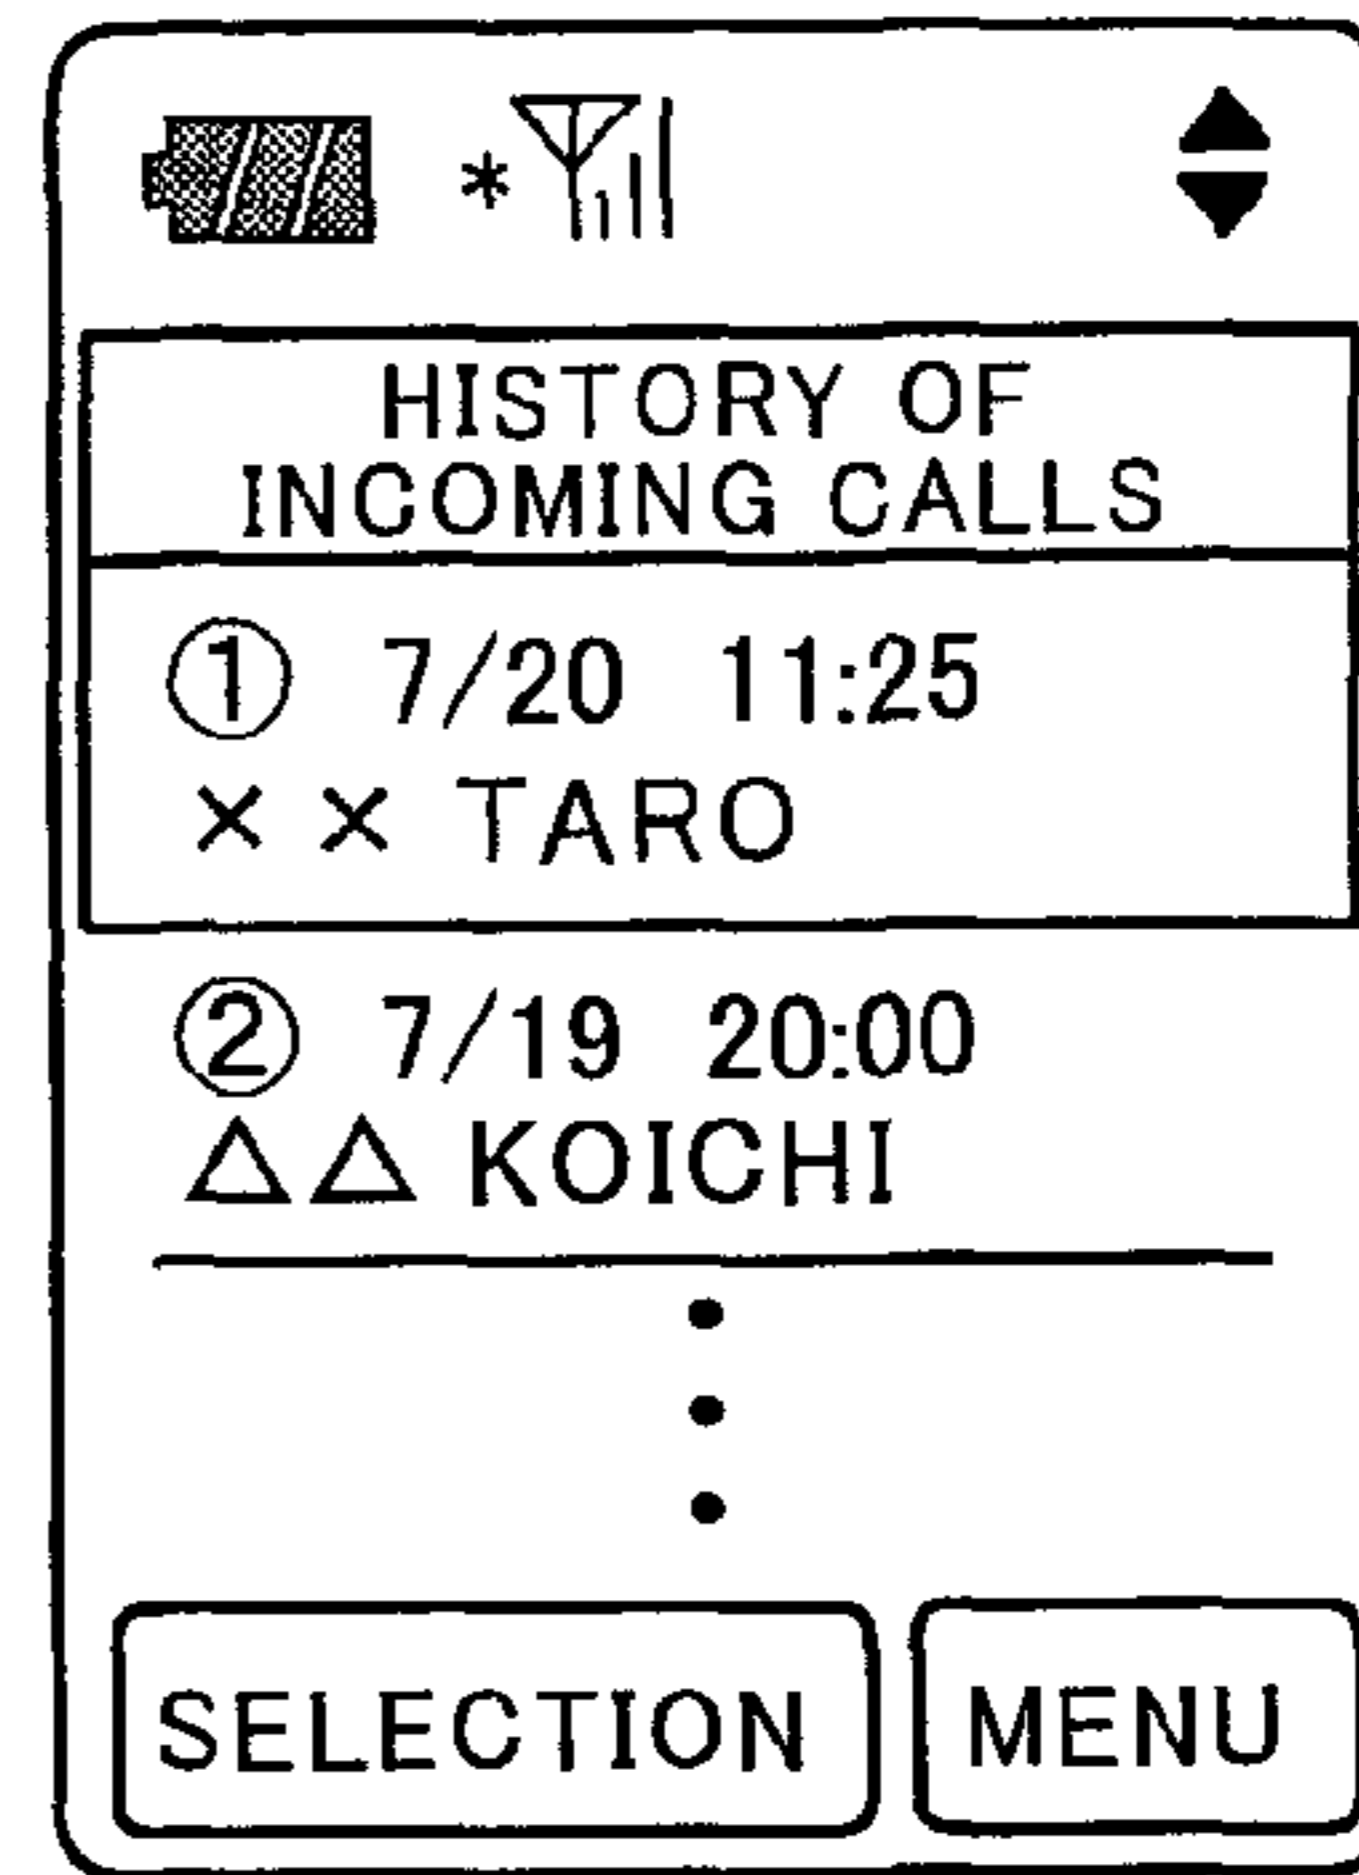 HISTORY OF
INCOMING CALLS
① 7/20 11:25
×× TARO
② 7/19 20:00
△△ KOICHI
SELECTION MENU